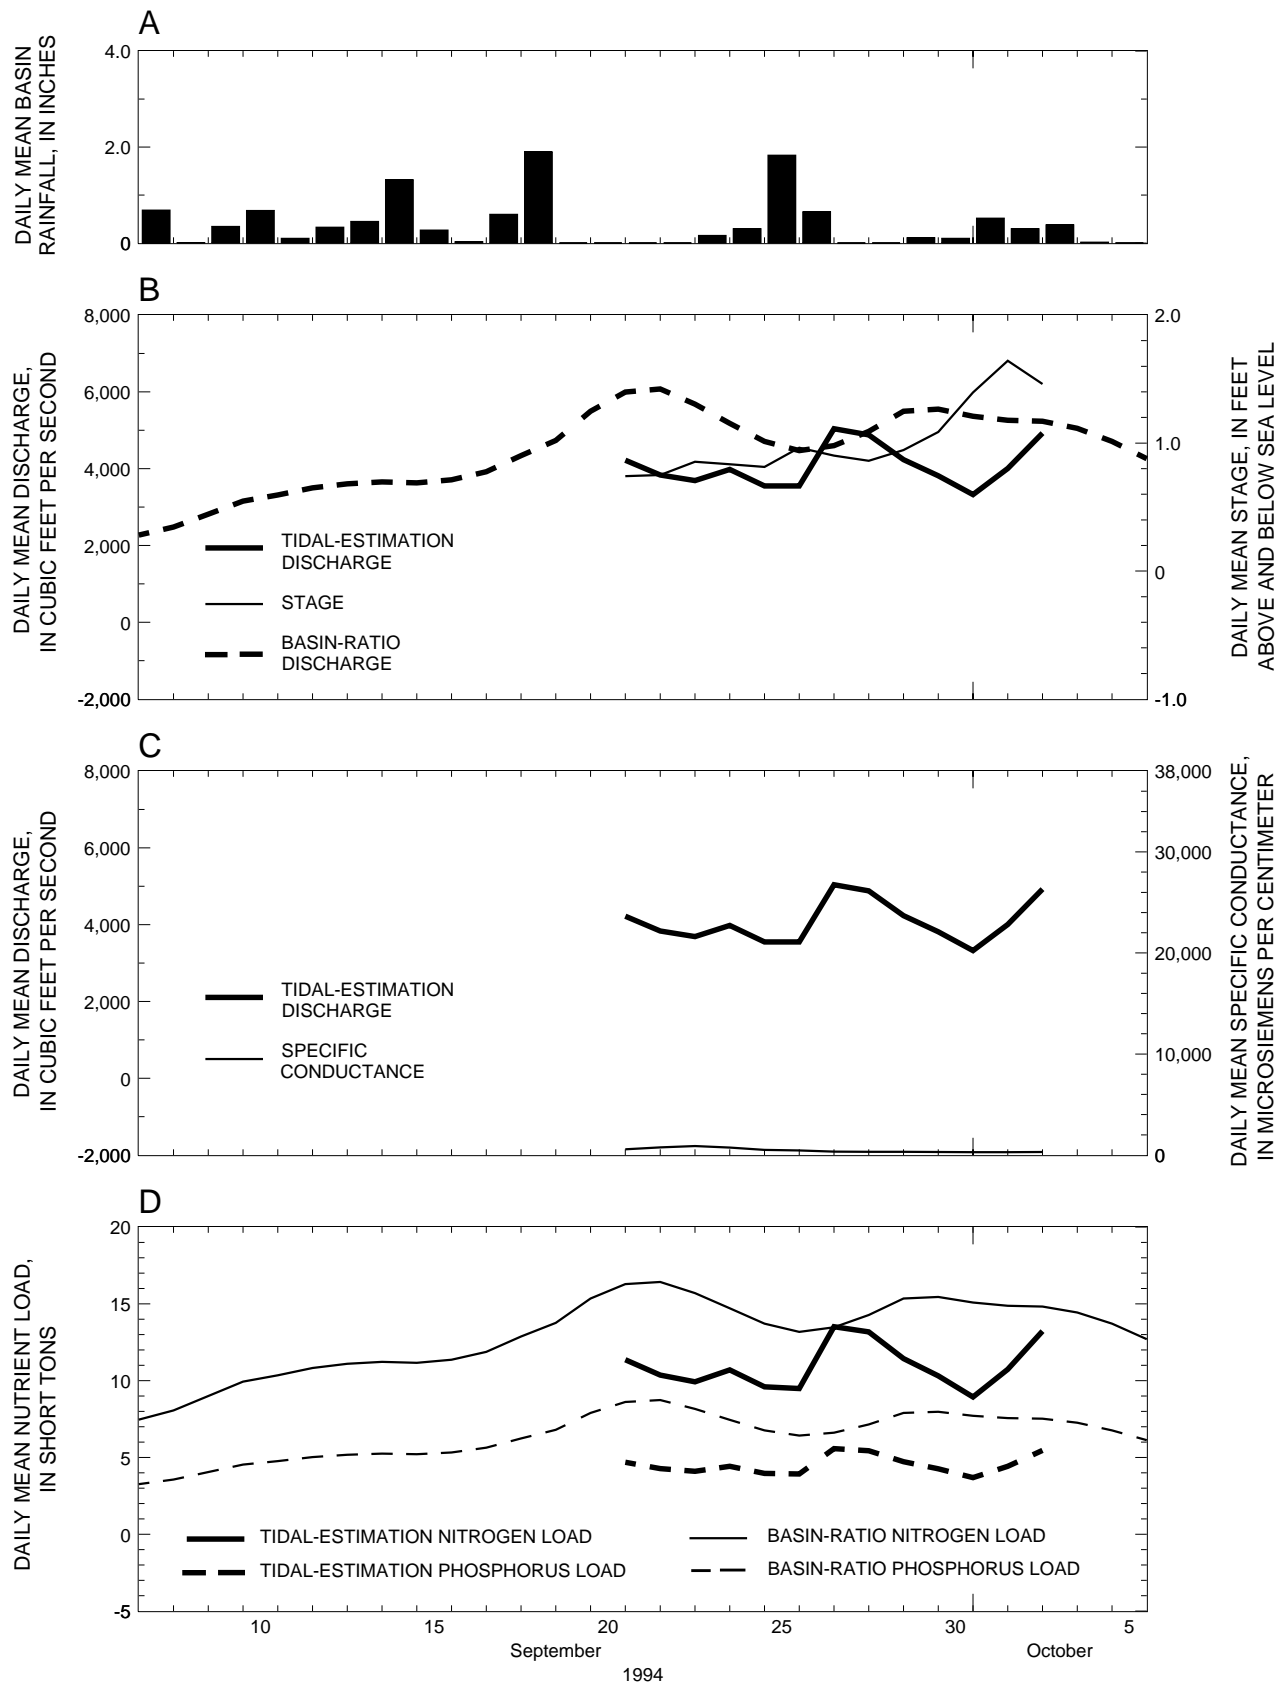 A
DAILY MEAN BASIN
RAINFALL, IN INCHES
4.0
2.0
0
B
DAILY MEAN DISCHARGE,
IN CUBIC FEET PER SECOND
8,000
6,000
4,000
2,000
0
-2,000
TIDAL-ESTIMATION
DISCHARGE
STAGE
BASIN-RATIO
DISCHARGE
2.0
1.0
0
-1.0
DAILY MEAN STAGE, IN FEET
ABOVE AND BELOW SEA LEVEL
C
DAILY MEAN DISCHARGE,
IN CUBIC FEET PER SECOND
8,000
6,000
4,000
2,000
0
-2,000
TIDAL-ESTIMATION
DISCHARGE
SPECIFIC
CONDUCTANCE
38,000
30,000
20,000
10,000
0
DAILY MEAN SPECIFIC CONDUCTANCE,
IN MICROSIEMENS PER CENTIMETER
D
DAILY MEAN NUTRIENT LOAD,
IN SHORT TONS
20
15
10
5
0
-5
TIDAL-ESTIMATION NITROGEN LOAD
TIDAL-ESTIMATION PHOSPHORUS LOAD
BASIN-RATIO NITROGEN LOAD
BASIN-RATIO PHOSPHORUS LOAD
10 15 20 25 30 5
September October
1994